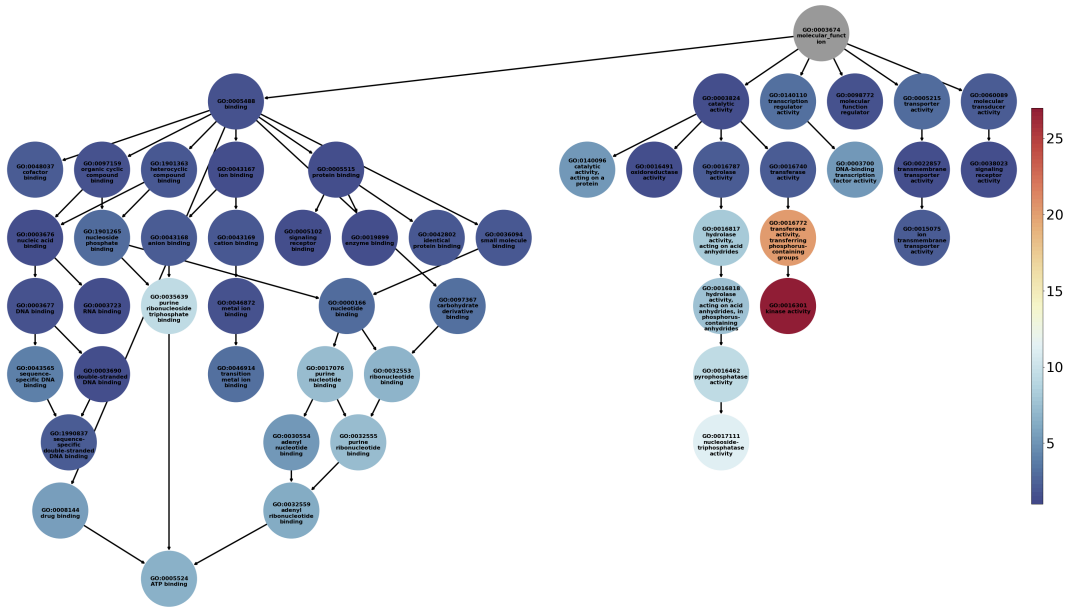 GO:0003674
molecular_funct
ion
GO:0005488
binding
GO:0003824
catalytic
activity
GO:0140110
transcription
regulator
activity
GO:0098772
molecular
function
regulator
GO:0005215
transporter
activity
GO:0060089
molecular
transducer
activity
GO:0048037
cofactor
binding
GO:0097159
organic cyclic
compound
binding
GO:1901363
heterocyclic
compound
binding
GO:0043167
ion binding
GO:0005515
protein binding
GO:0140096
catalytic
activity,
acting on a
protein
GO:0016491
oxidoreductase
activity
GO:0016787
hydrolase
activity
GO:0016740
transferase
activity
GO:0003700
DNA-binding
transcription
factor activity
GO:0022857
transmembrane
transporter
activity
GO:0038023
signaling
receptor
activity
GO:0003676
nucleic acid
binding
GO:1901265
nucleoside
phosphate
binding
GO:0043168
anion binding
GO:0043169
cation binding
GO:0005102
signaling
receptor
binding
GO:0019899
enzyme binding
GO:0042802
identical
protein binding
GO:0036094
small molecule
binding
GO:0016817
hydrolase
activity,
acting on acid
anhydrides
GO:0016772
transferase
activity,
transferring
phosphorus-
containing
groups
GO:0015075
ion
transmembrane
transporter
activity
GO:0003677
DNA binding
GO:0003723
RNA binding
GO:0035639
purine
ribonucleoside
triphosphate
binding
GO:0046872
metal ion
binding
GO:0000166
nucleotide
binding
GO:0097367
carbohydrate
derivative
binding
GO:0016818
hydrolase
activity,
acting on acid
anhydrides, in
phosphorus-
containing
anhydrides
GO:0016301
kinase activity
GO:0043565
sequence-
specific DNA
binding
GO:0003690
double-stranded
DNA binding
GO:0046914
transition
metal ion
binding
GO:0017076
purine
nucleotide
binding
GO:0032553
ribonucleotide
binding
GO:0016462
pyrophosphatase
activity
GO:1990837
sequence-
specific
double-stranded
DNA binding
GO:0030554
adenyl
nucleotide
binding
GO:0032555
purine
ribonucleotide
binding
GO:0017111
nucleoside-
triphosphatase
activity
GO:0008144
drug binding
GO:0032559
adenyl
ribonucleotide
binding
GO:0005524
ATP binding
25
20
15
10
5